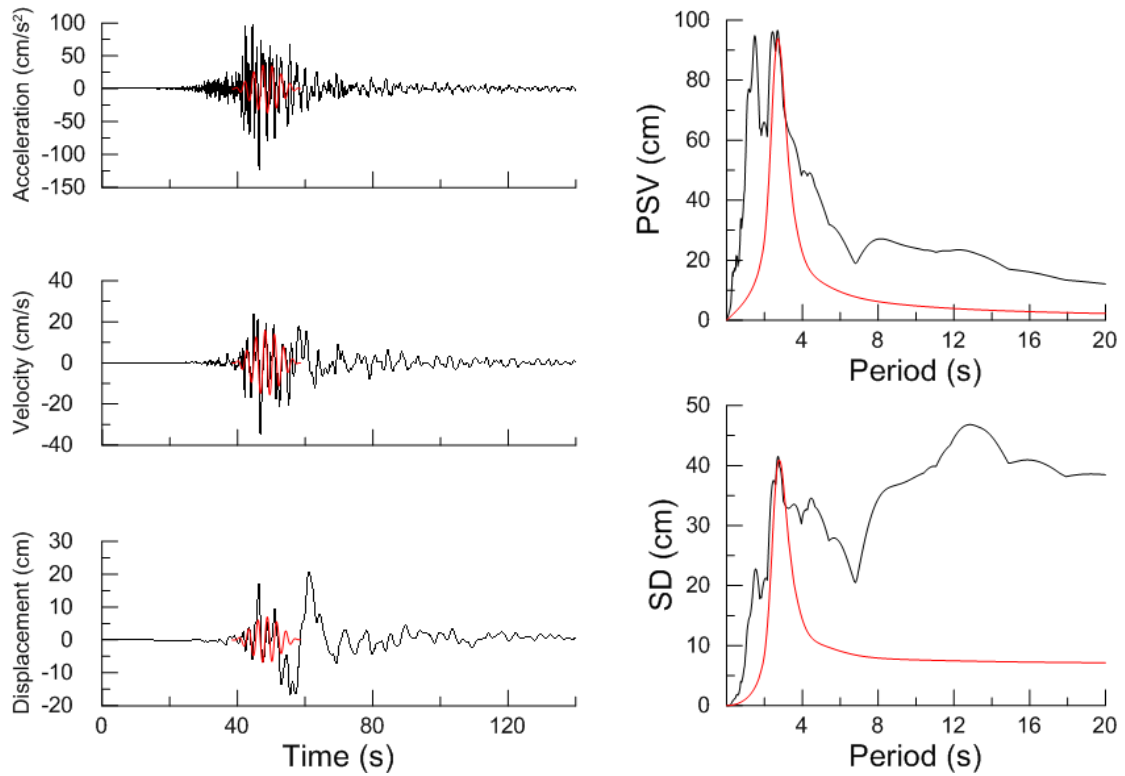 Acceleration (cm/s²)
100
50
0
-50
-100
-150
Velocity (cm/s)
40
20
0
-20
-40
Displacement (cm)
30
20
10
0
-10
-20
0 40 80 120
Time (s)
PSV (cm)
100
80
60
40
20
0
4 8 12 16 20
Period (s)
SD (cm)
50
40
30
20
10
0
4 8 12 16 20
Period (s)